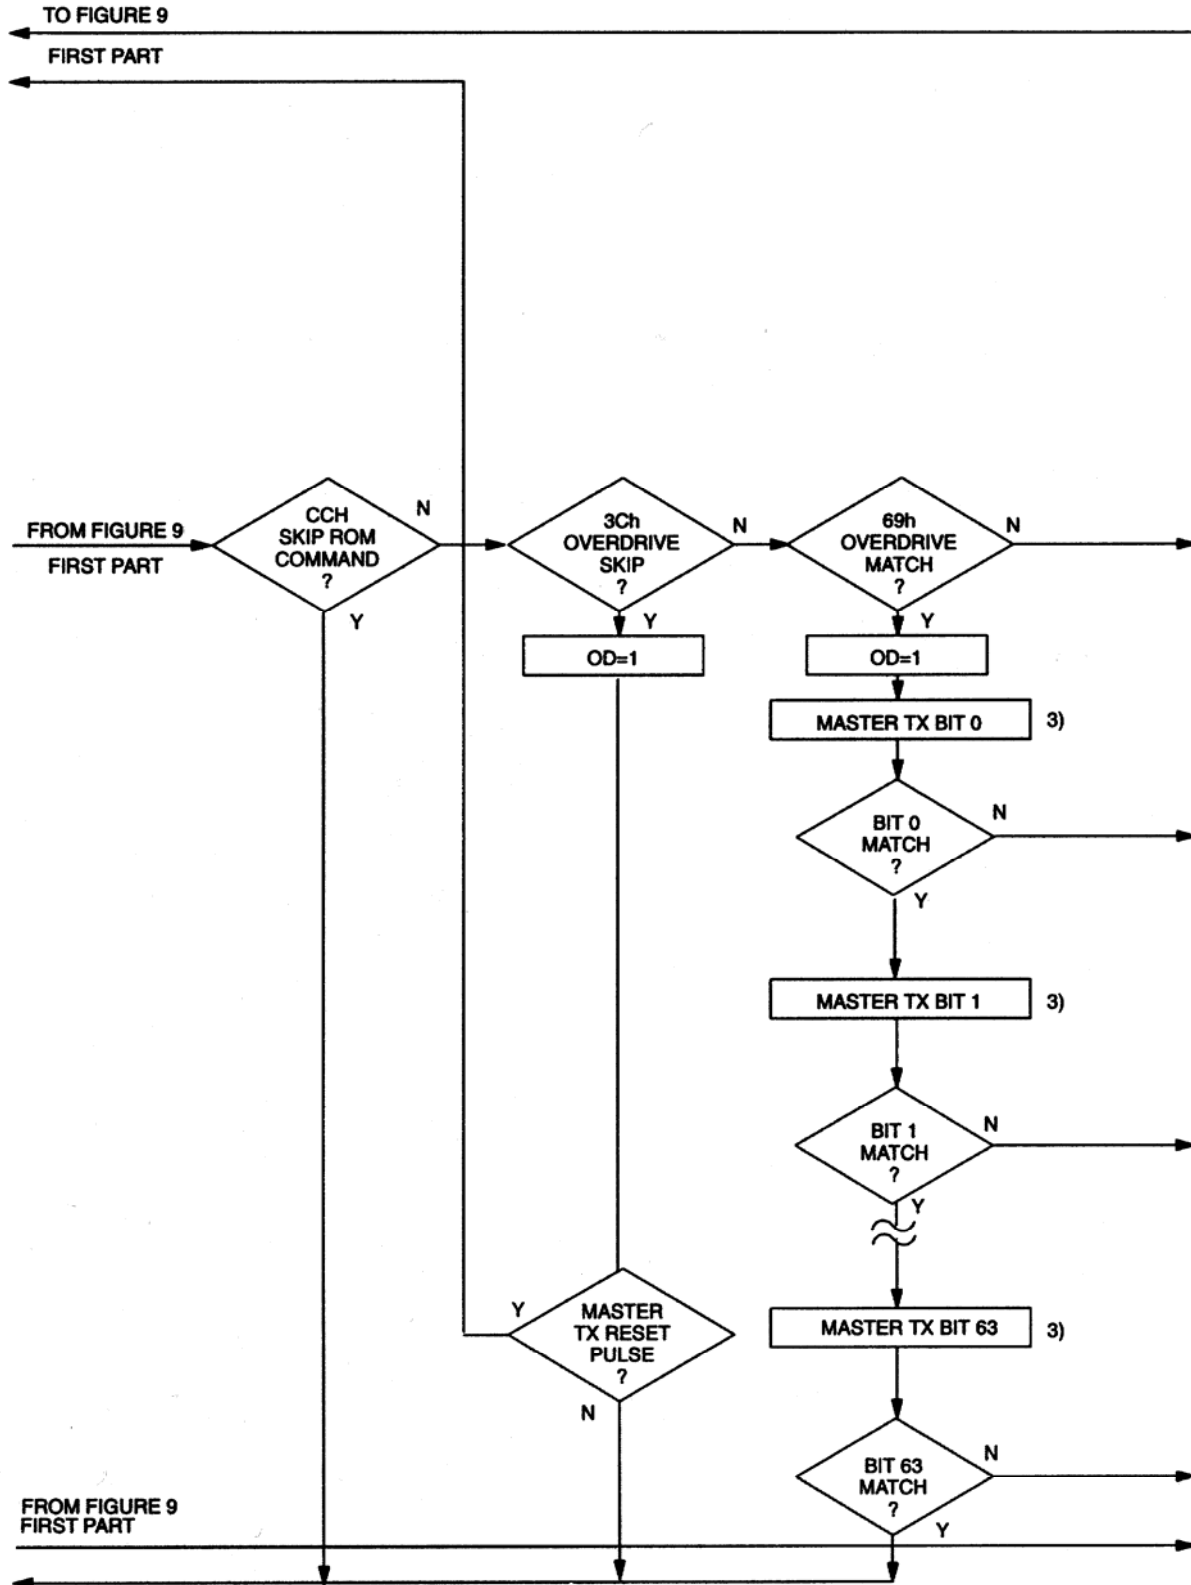 TO FIGURE 9
FIRST PART
FROM FIGURE 9
FIRST PART
CCH
SKIP ROM
COMMAND
?
N
Y
3Ch
OVERDRIVE
SKIP
?
N
Y
69h
OVERDRIVE
MATCH
?
N
Y
OD=1
OD=1
MASTER TX BIT 0
3)
BIT 0
MATCH
?
N
Y
MASTER TX BIT 1
3)
BIT 1
MATCH
?
N
Y
MASTER
TX RESET
PULSE
?
Y
N
MASTER TX BIT 63
3)
BIT 63
MATCH
?
N
Y
FROM FIGURE 9
FIRST PART